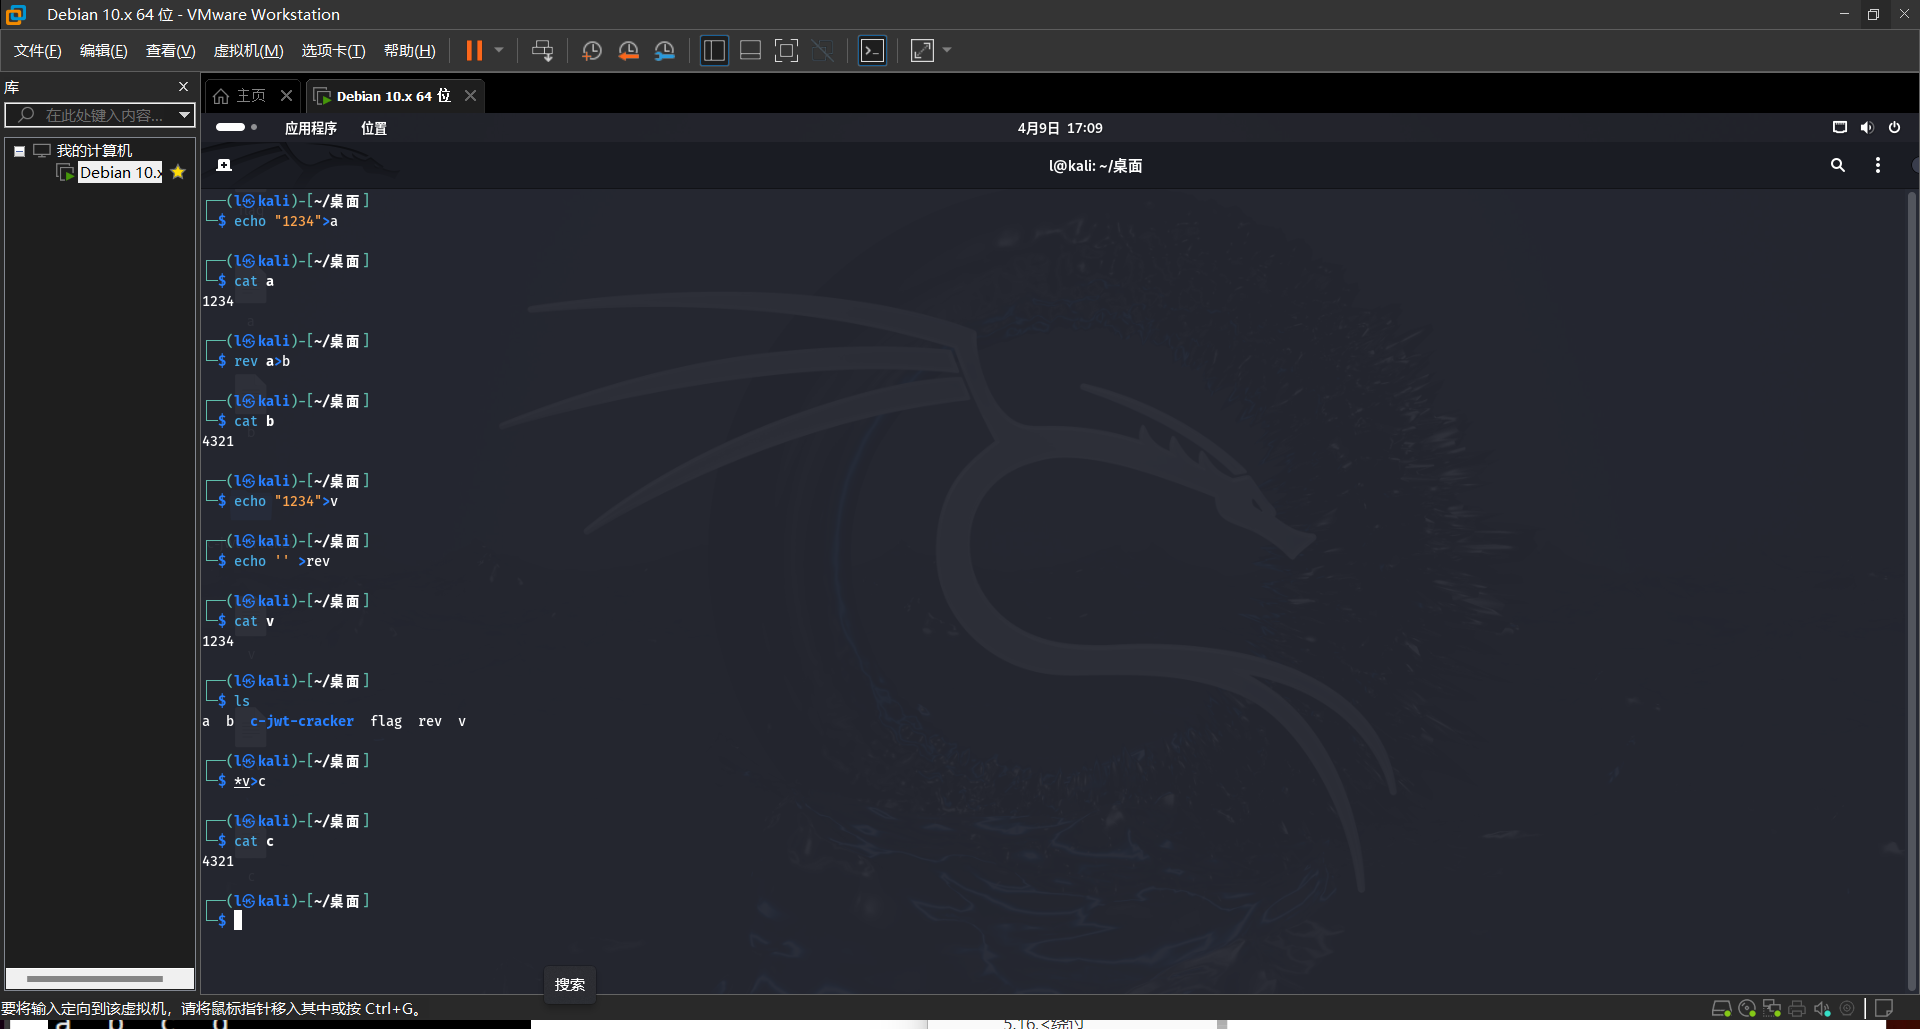 Debian 10.x 64 位 - VMware Workstation
文件(F) 编辑(E) 查看(V) 虚拟机(M) 选项卡(T) 帮助(H)
库
主页 Debian 10.x 64 位
在此处键入内容...
应用程序 位置 4月9日 17:09
我的计算机
Debian 10.x
l@kali: ~/桌面
┌──(l㉿kali)-[~/桌面]
└─$ echo "1234">a
┌──(l㉿kali)-[~/桌面]
└─$ cat a
1234
┌──(l㉿kali)-[~/桌面]
└─$ rev a>b
┌──(l㉿kali)-[~/桌面]
└─$ cat b
4321
┌──(l㉿kali)-[~/桌面]
└─$ echo "1234">v
┌──(l㉿kali)-[~/桌面]
└─$ echo '' >rev
┌──(l㉿kali)-[~/桌面]
└─$ cat v
1234
┌──(l㉿kali)-[~/桌面]
└─$ ls
a b c-jwt-cracker flag rev v
┌──(l㉿kali)-[~/桌面]
└─$ *v>c
┌──(l㉿kali)-[~/桌面]
└─$ cat c
4321
┌──(l㉿kali)-[~/桌面]
└─$
搜索
要将输入定向到该虚拟机，请将鼠标指针移入其中或按 Ctrl+G。